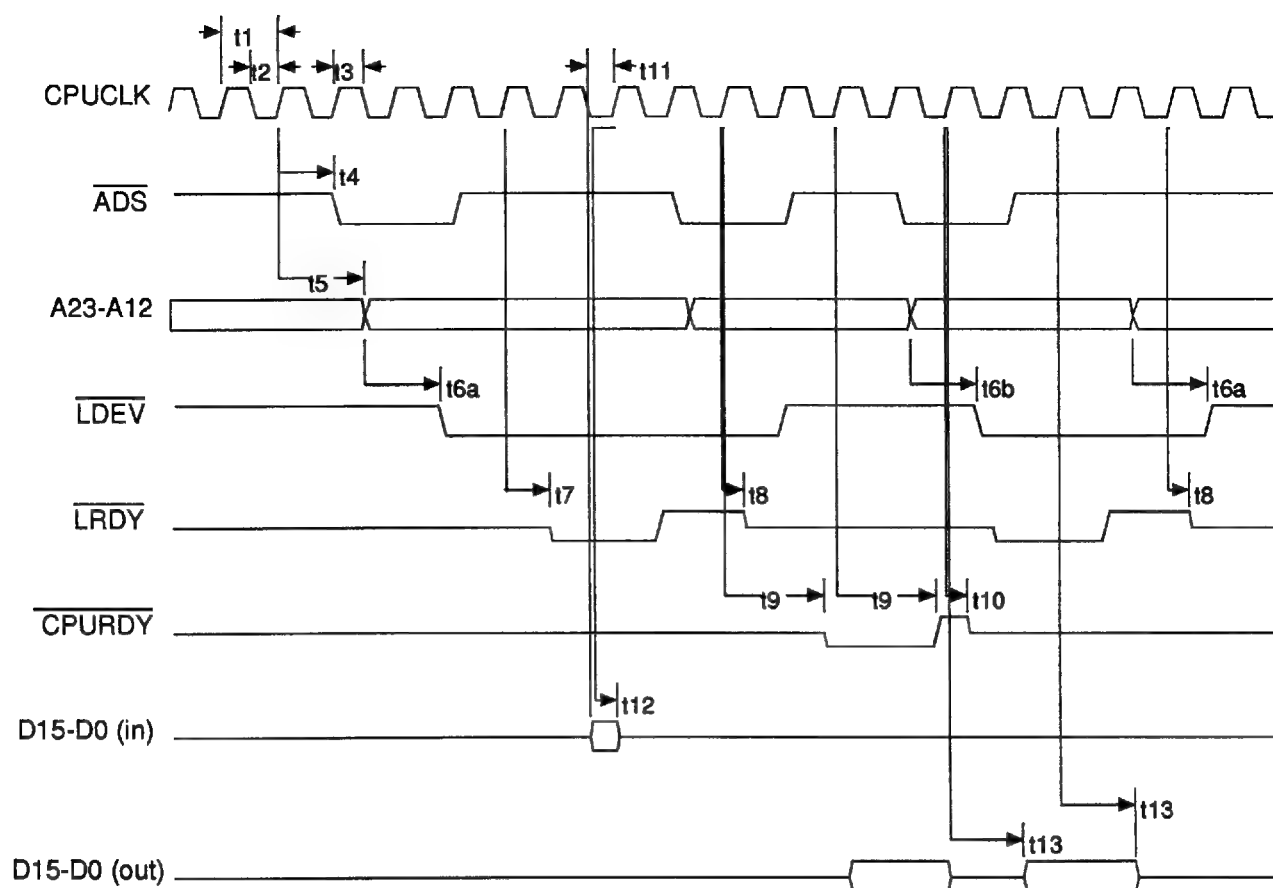 t1
t2
t3
t11
CPUCLK
t4
ADS
t5
A23-A12
t6a
t6b
t6a
LDEV
t7
t8
t8
LRDY
t9
t9
t10
CPURDY
t12
D15-D0 (in)
t13
t13
D15-D0 (out)